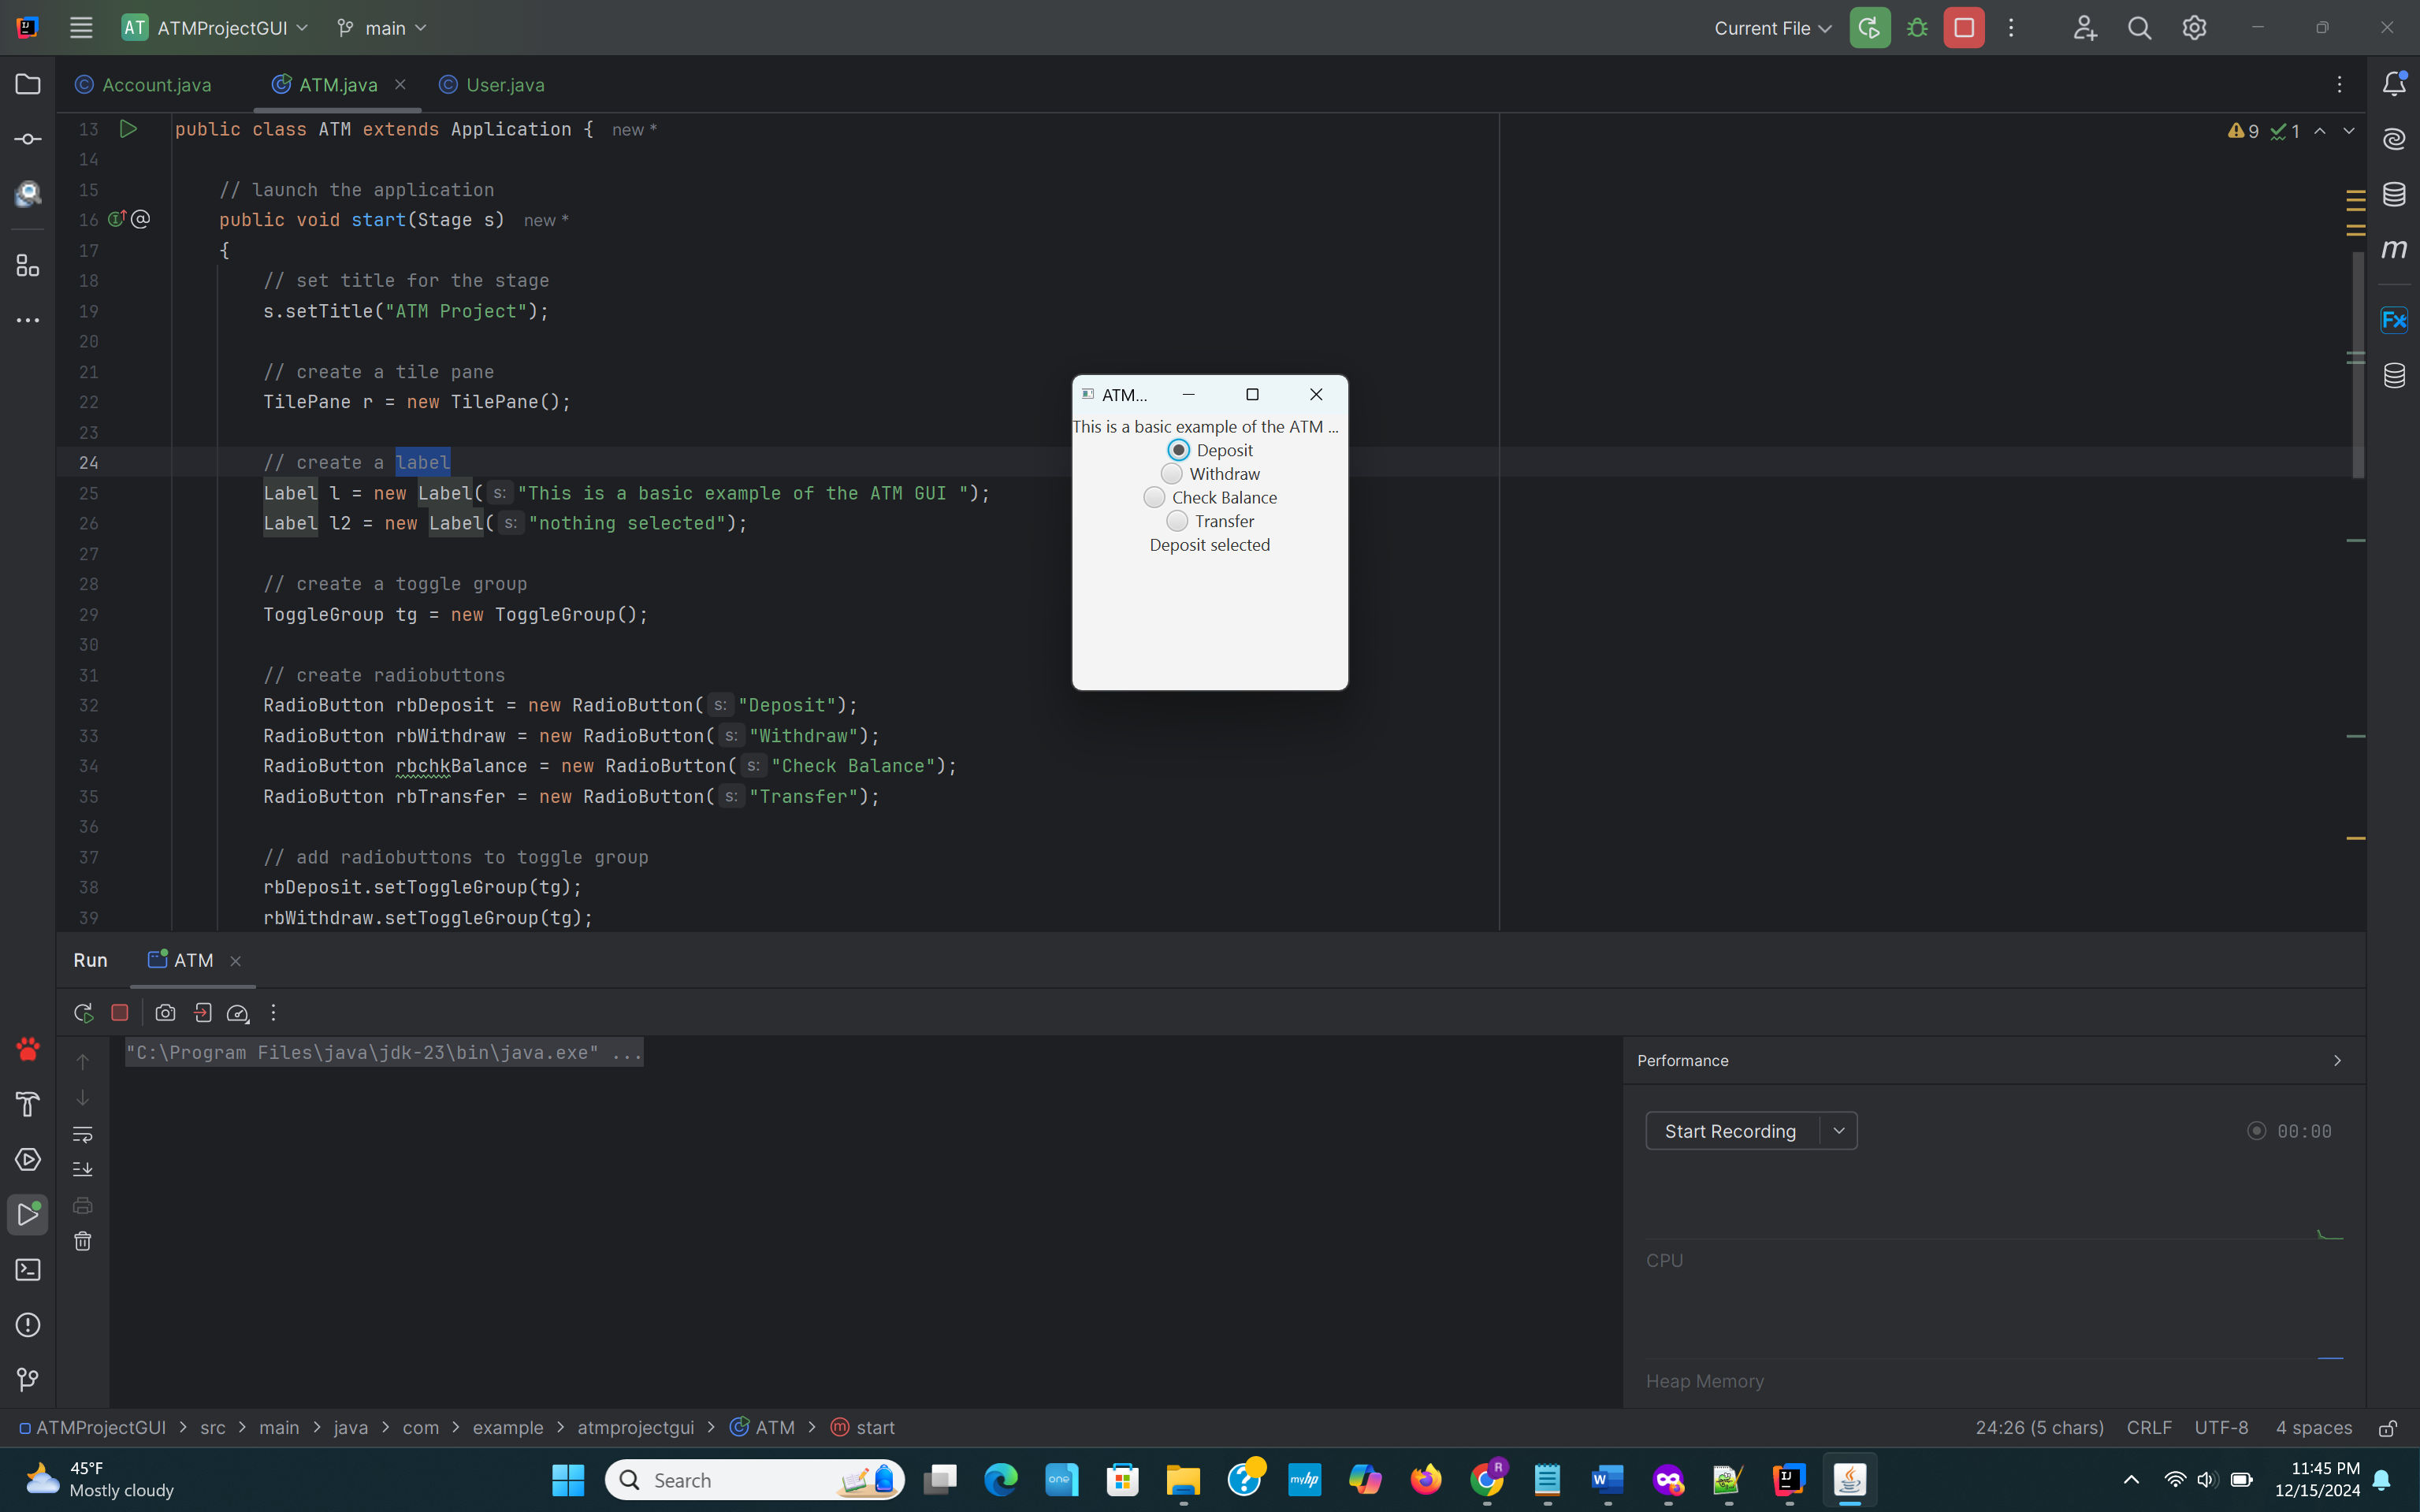 AT ATMProjectGUI main Current File
Account.java ATM.java User.java
13 public class ATM extends Application { new *
9 1
14
15 // launch the application
16 public void start(Stage s) new *
17 {
18 // set title for the stage
19 s.setTitle("ATM Project");
20
21 // create a tile pane
22 TilePane r = new TilePane();
23
24 // create a label
25 Label l = new Label( s: "This is a basic example of the ATM GUI ");
26 Label l2 = new Label( s: "nothing selected");
27
28 // create a toggle group
29 ToggleGroup tg = new ToggleGroup();
30
31 // create radiobuttons
32 RadioButton rbDeposit = new RadioButton( s: "Deposit");
33 RadioButton rbWithdraw = new RadioButton( s: "Withdraw");
34 RadioButton rbchkBalance = new RadioButton( s: "Check Balance");
35 RadioButton rbTransfer = new RadioButton( s: "Transfer");
36
37 // add radiobuttons to toggle group
38 rbDeposit.setToggleGroup(tg);
39 rbWithdraw.setToggleGroup(tg);
ATM...
This is a basic example of the ATM ...
Deposit
Withdraw
Check Balance
Transfer
Deposit selected
m
Fx
Run ATM
"C:\Program Files\java\jdk-23\bin\java.exe" ...
Performance
Start Recording 00:00
CPU
Heap Memory
ATMProjectGUI > src > main > java > com > example > atmprojectgui > ATM > m start 24:26 (5 chars) CRLF UTF-8 4 spaces
45°F
Mostly cloudy
Search
one
myhp
R
W
IJ
11:45 PM
12/15/2024